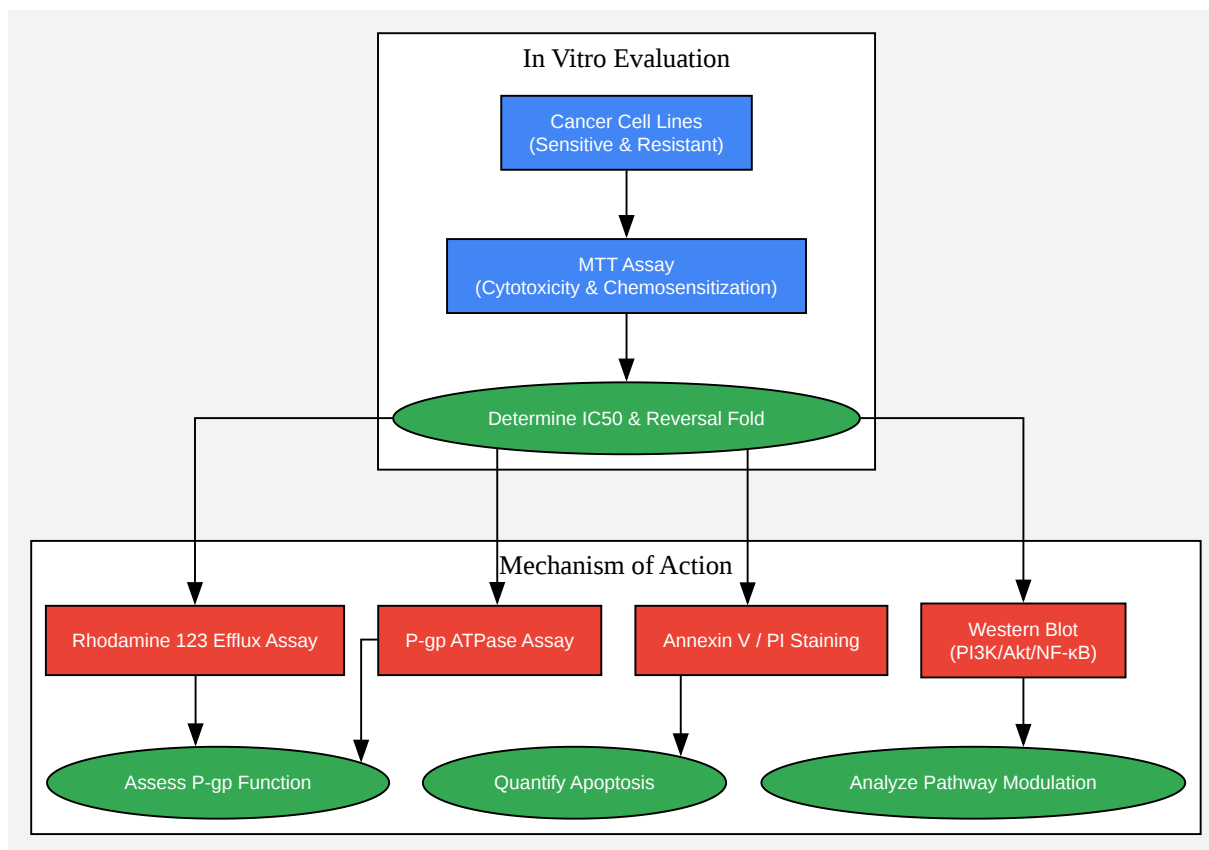 In Vitro Evaluation
Cancer Cell Lines
(Sensitive & Resistant)
MTT Assay
(Cytotoxicity & Chemosensitization)
Determine IC50 & Reversal Fold
Mechanism of Action
Rhodamine 123 Efflux Assay
P-gp ATPase Assay
Annexin V / PI Staining
Western Blot
(PI3K/Akt/NF-κB)
Assess P-gp Function
Quantify Apoptosis
Analyze Pathway Modulation